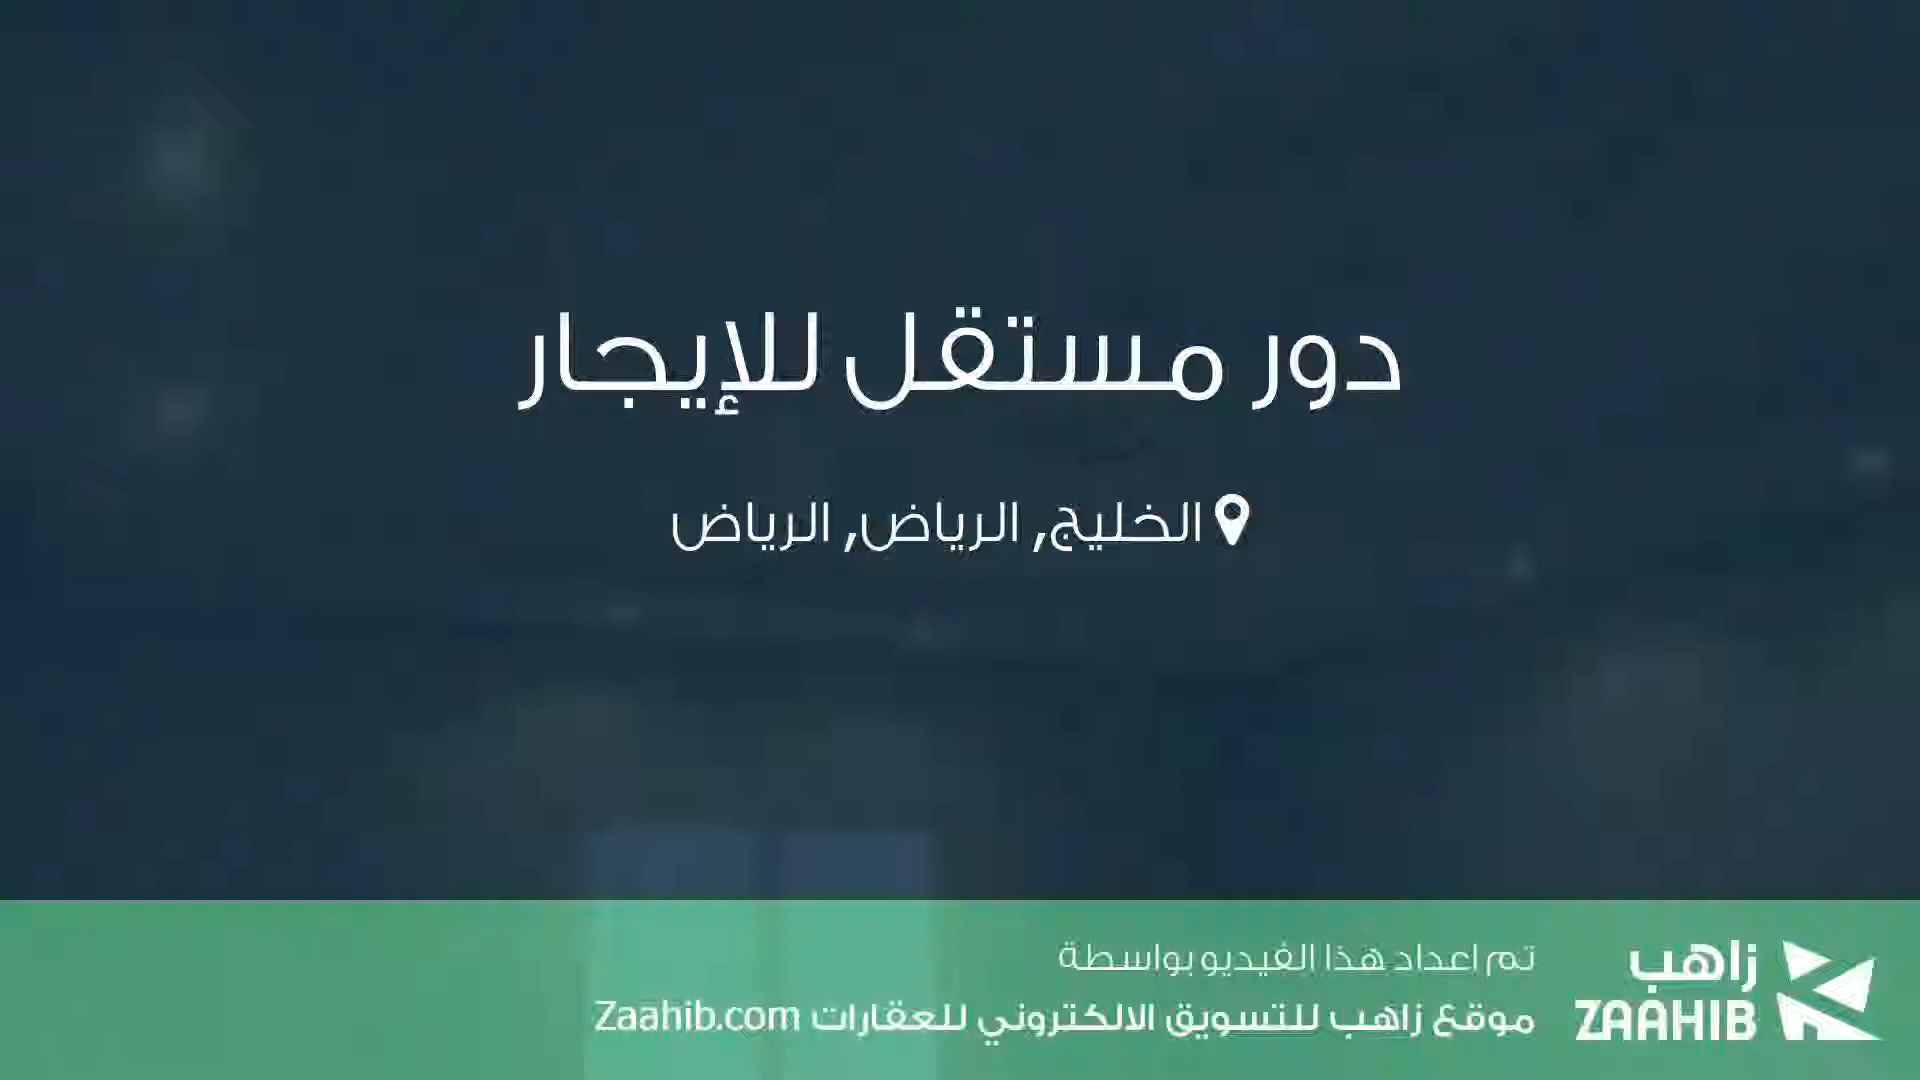 دور مستقل للإيجار
الخليج, الرياض, الرياض
تم اعداد هذا الفيديو بواسطة
موقع زاهب للتسويق الالكتروني للعقارات Zaahib.com
زاهب
ZAAHIB